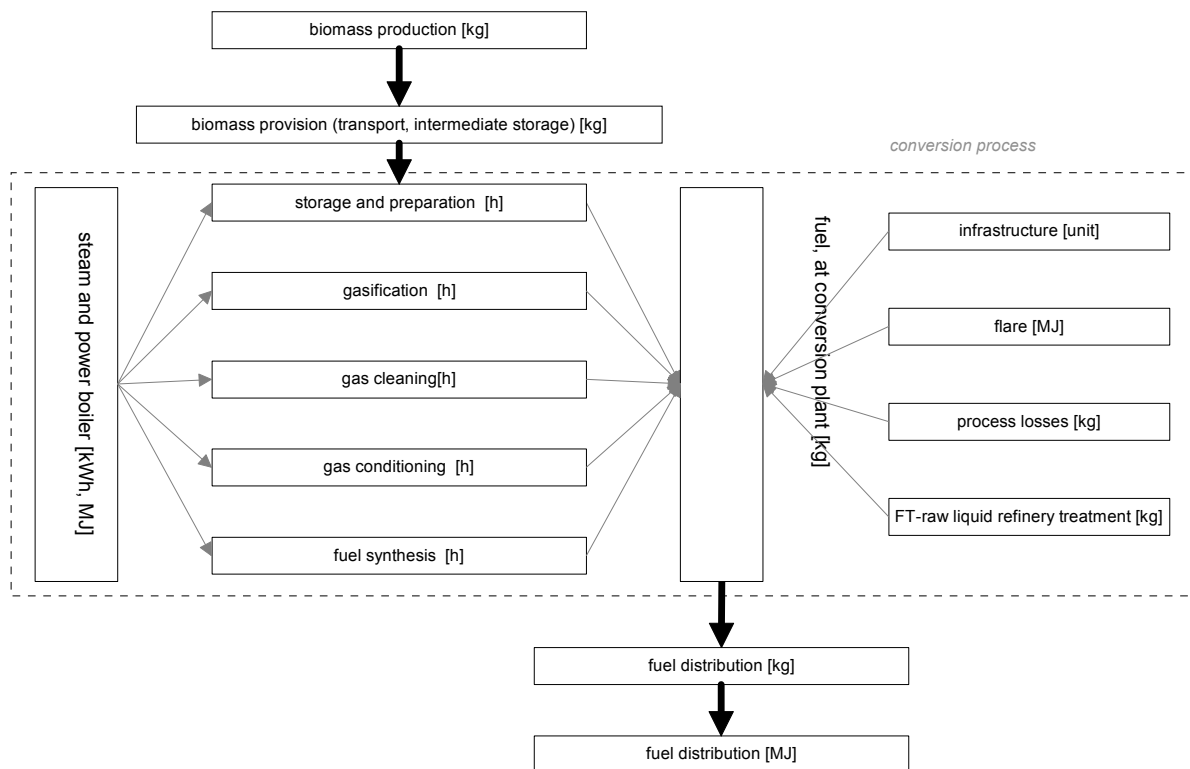 biomass production [kg]
biomass provision (transport, intermediate storage) [kg]
conversion process
steam and power boiler [kWh, MJ]
storage and preparation  [h]
gasification  [h]
gas cleaning[h]
gas conditioning  [h]
fuel synthesis  [h]
fuel, at conversion plant [kg]
infrastructure [unit]
flare [MJ]
process losses [kg]
FT-raw liquid refinery treatment [kg]
fuel distribution [kg]
fuel distribution [MJ]